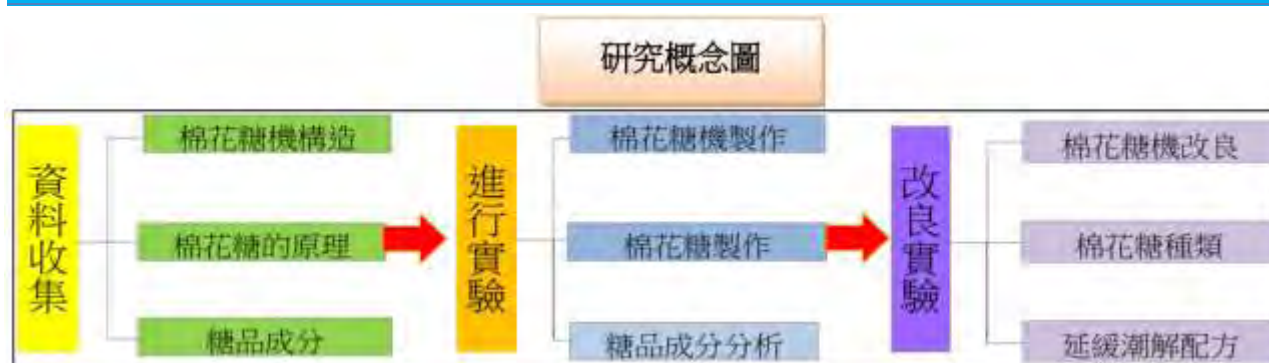 研究概念圖
資料收集
棉花糖機構造
棉花糖的原理
糖品成分
進行實驗
棉花糖機製作
棉花糖製作
糖品成分分析
改良實驗
棉花糖機改良
棉花糖種類
延緩潮解配方